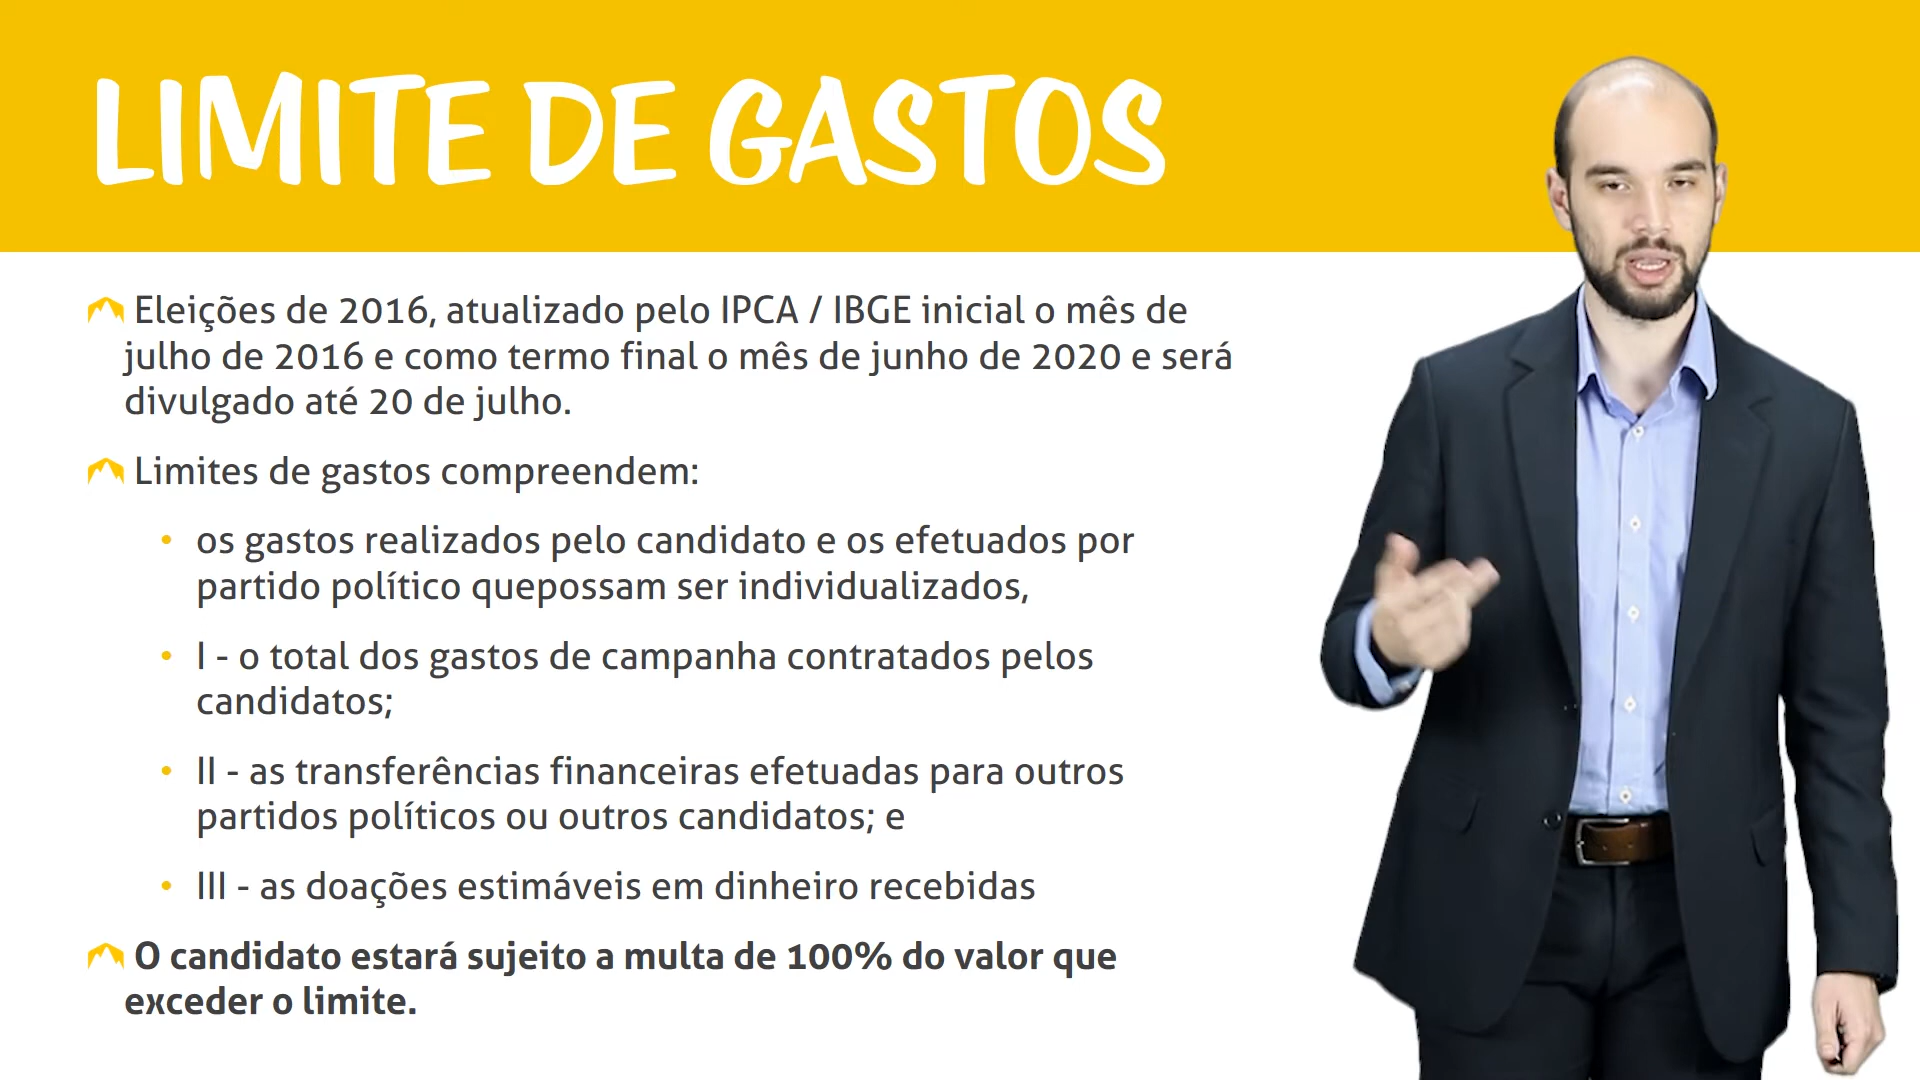 LIMITE DE GASTOS
Eleições de 2016, atualizado pelo IPCA / IBGE inicial o mês de
julho de 2016 e como termo final o mês de junho de 2020 e será
divulgado até 20 de julho.
Limites de gastos compreendem:
• os gastos realizados pelo candidato e os efetuados por
partido político quepossam ser individualizados,
• I - o total dos gastos de campanha contratados pelos
candidatos;
• II - as transferências financeiras efetuadas para outros
partidos políticos ou outros candidatos; e
• III - as doações estimáveis em dinheiro recebidas
O candidato estará sujeito a multa de 100% do valor que
exceder o limite.